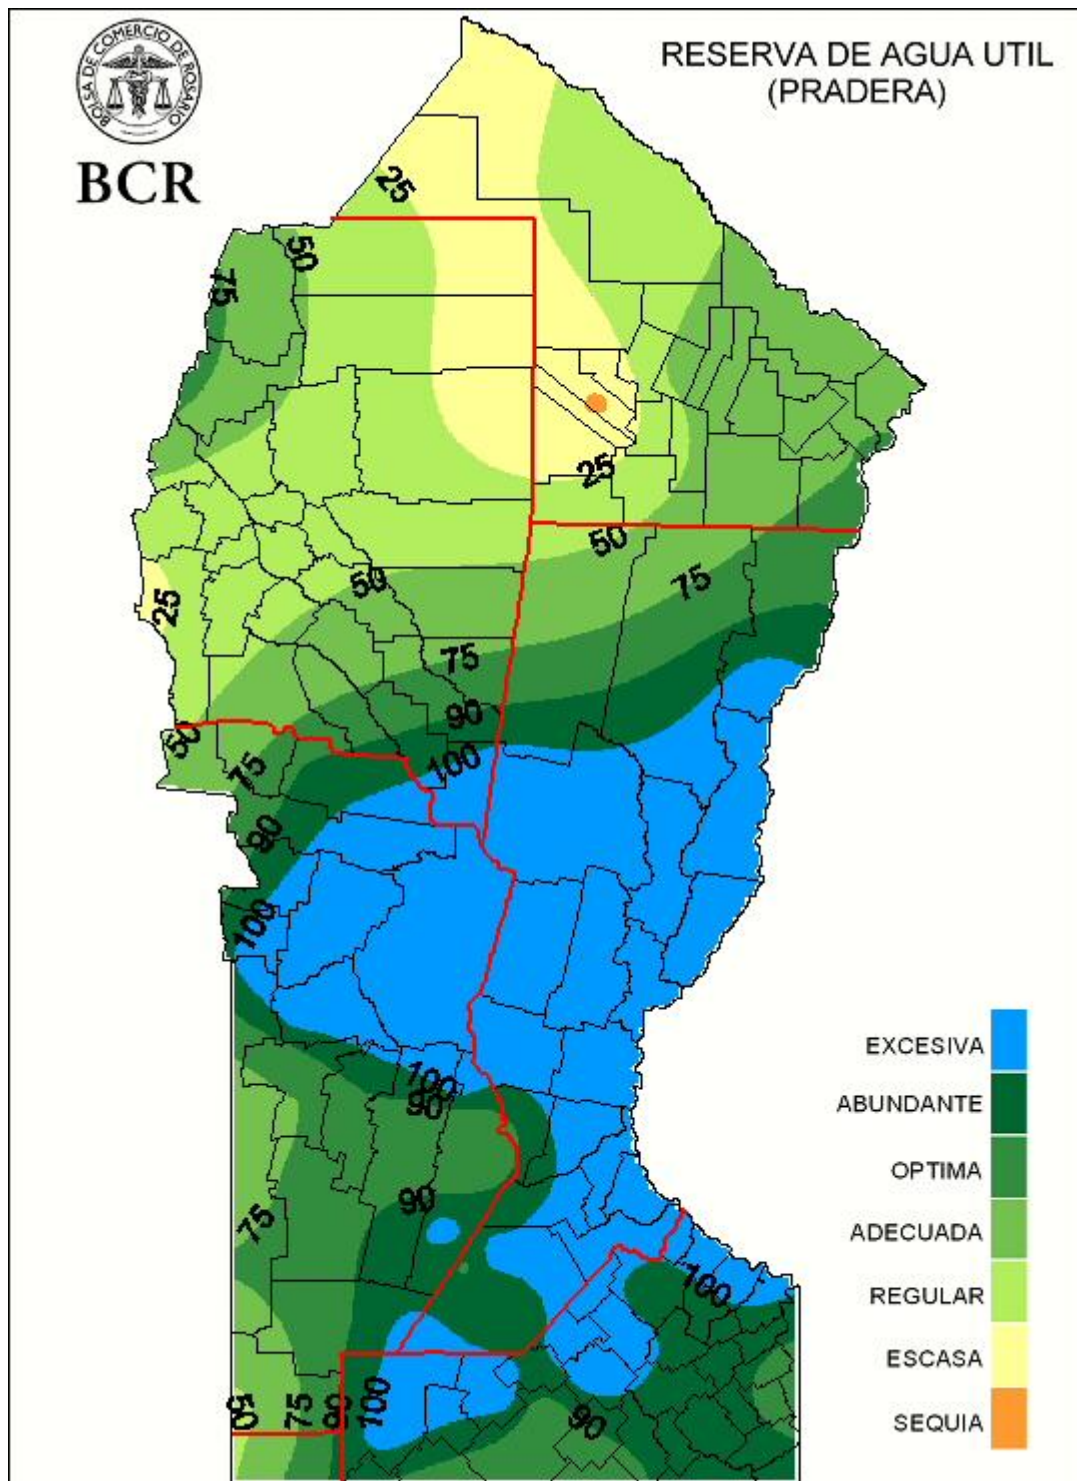 BOLSA DE COMERCIO DE ROSARIO
BCR
RESERVA DE AGUA UTIL
(PRADERA)
25
50
75
25
50
75
50
25
75
90
50
100
75
90
100
100
90
90
75
100
50
75
90
100
90
EXCESIVA
ABUNDANTE
OPTIMA
ADECUADA
REGULAR
ESCASA
SEQUIA